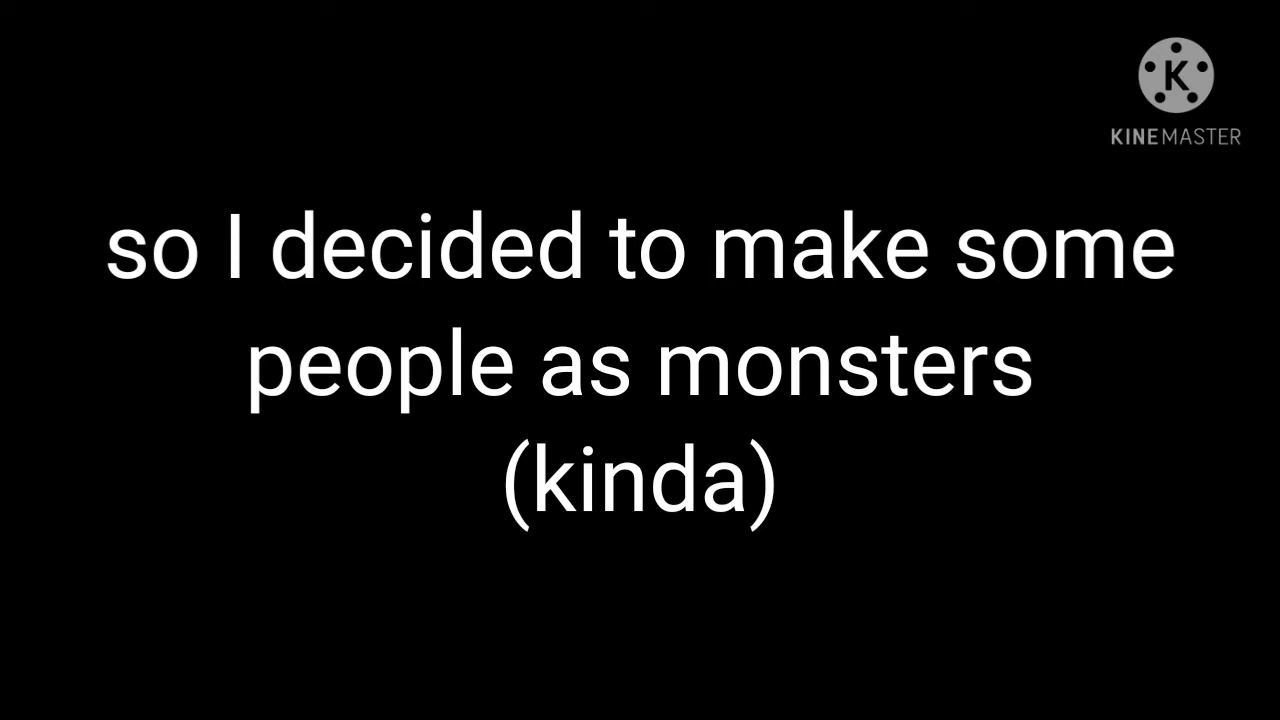 K
KINEMASTER
so I decided to make some
people as monsters
(kinda)